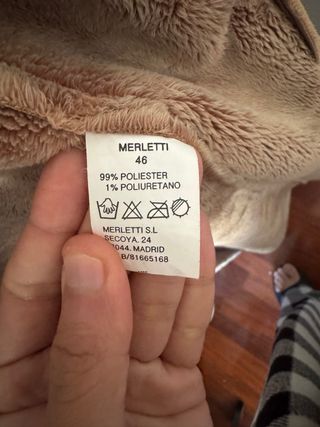 MERLETTI
46
99% POLIESTER
1% POLIURETANO
MERLETTI S.L
SECOYA. 24
MADRID
B/81665168